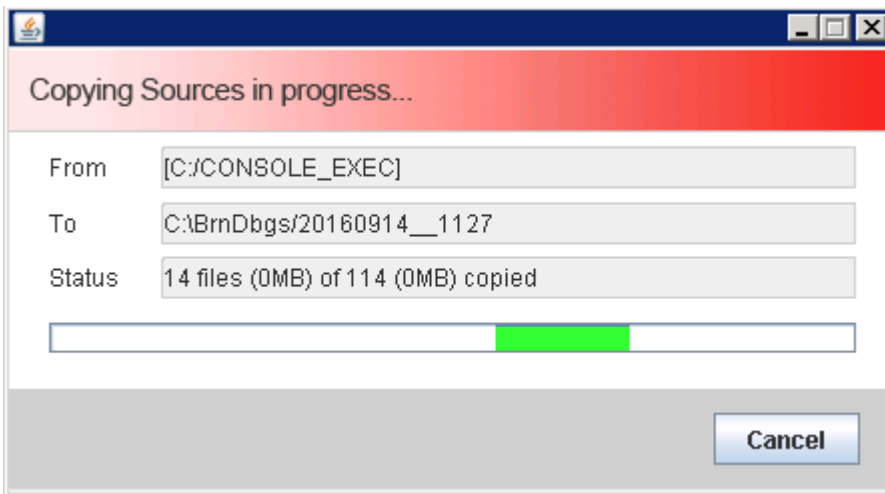 Copying Sources in progress...
From [C:/CONSOLE_EXEC]
To C:\BrnDbgs/20160914__1127
Status 14 files (0MB) of 114 (0MB) copied
Cancel